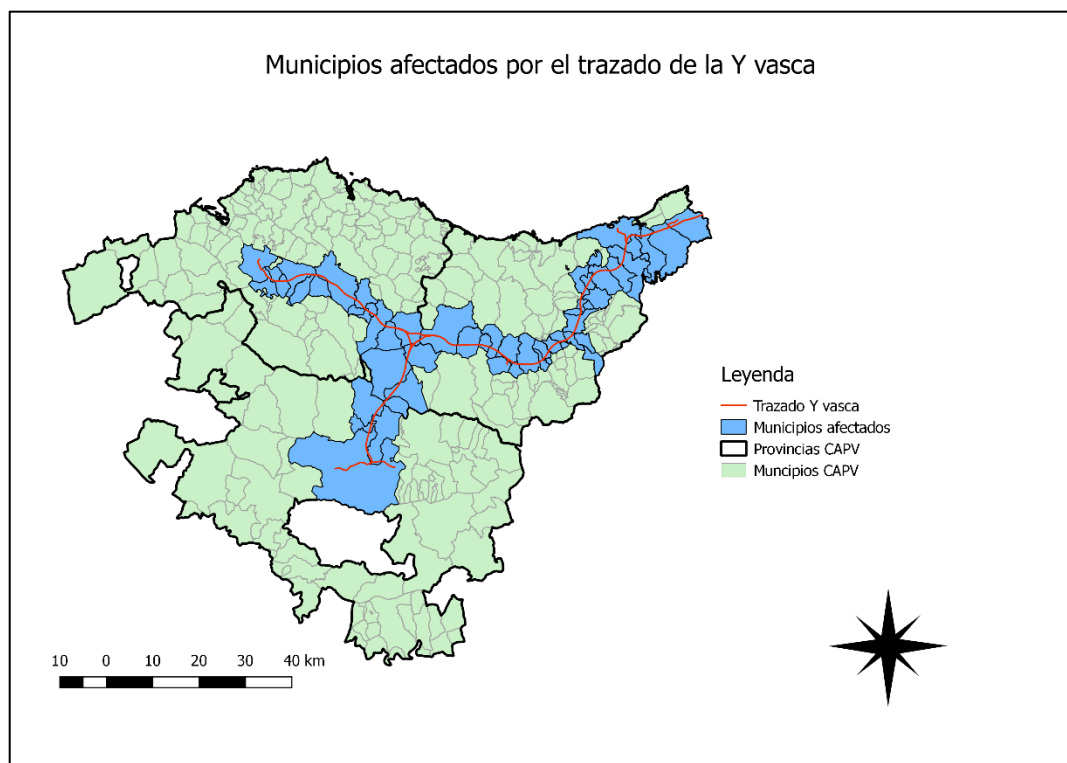 Municipios afectados por el trazado de la Y vasca
Leyenda
Trazado Y vasca
Municipios afectados
Provincias CAPV
Muncipios CAPV
10 0 10 20 30 40 km